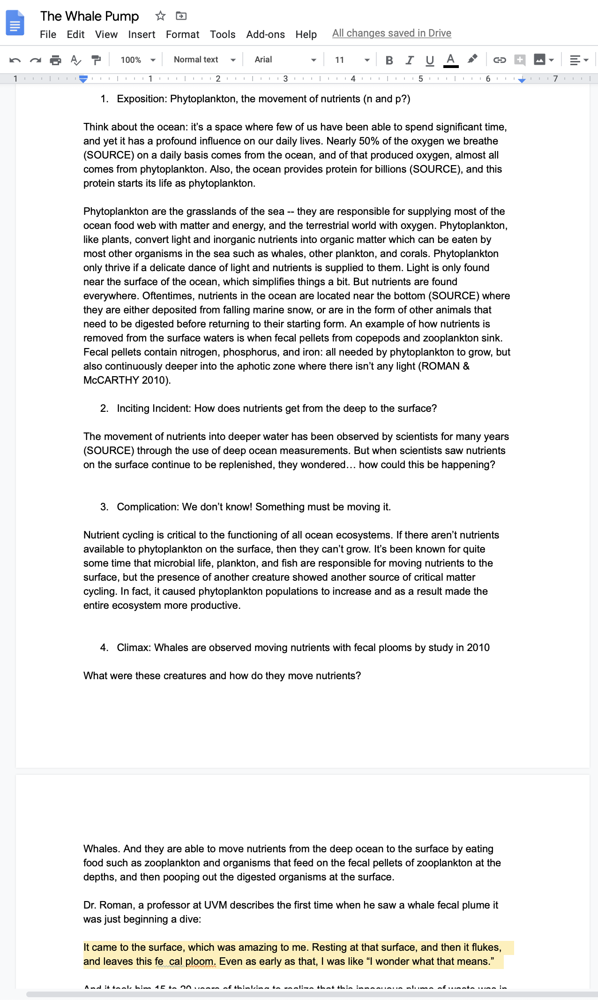 The Whale Pump
File Edit View Insert Format Tools Add-ons Help All changes saved in Drive
100% Normal text Arial 11 B I U A
1 1 2 3 4 5 6 7
1. Exposition: Phytoplankton, the movement of nutrients (n and p?)
Think about the ocean: it’s a space where few of us have been able to spend significant time,
and yet it has a profound influence on our daily lives. Nearly 50% of the oxygen we breathe
(SOURCE) on a daily basis comes from the ocean, and of that produced oxygen, almost all
comes from phytoplankton. Also, the ocean provides protein for billions (SOURCE), and this
protein starts its life as phytoplankton.
Phytoplankton are the grasslands of the sea -- they are responsible for supplying most of the
ocean food web with matter and energy, and the terrestrial world with oxygen. Phytoplankton,
like plants, convert light and inorganic nutrients into organic matter which can be eaten by
most other organisms in the sea such as whales, other plankton, and corals. Phytoplankton
only thrive if a delicate dance of light and nutrients is supplied to them. Light is only found
near the surface of the ocean, which simplifies things a bit. But nutrients are found
everywhere. Oftentimes, nutrients in the ocean are located near the bottom (SOURCE) where
they are either deposited from falling marine snow, or are in the form of other animals that
need to be digested before returning to their starting form. An example of how nutrients is
removed from the surface waters is when fecal pellets from copepods and zooplankton sink.
Fecal pellets contain nitrogen, phosphorus, and iron: all needed by phytoplankton to grow, but
also continuously deeper into the aphotic zone where there isn’t any light (ROMAN &
McCARTHY 2010).
2. Inciting Incident: How does nutrients get from the deep to the surface?
The movement of nutrients into deeper water has been observed by scientists for many years
(SOURCE) through the use of deep ocean measurements. But when scientists saw nutrients
on the surface continue to be replenished, they wondered… how could this be happening?
3. Complication: We don’t know! Something must be moving it.
Nutrient cycling is critical to the functioning of all ocean ecosystems. If there aren’t nutrients
available to phytoplankton on the surface, then they can’t grow. It’s been known for quite
some time that microbial life, plankton, and fish are responsible for moving nutrients to the
surface, but the presence of another creature showed another source of critical matter
cycling. In fact, it caused phytoplankton populations to increase and as a result made the
entire ecosystem more productive.
4. Climax: Whales are observed moving nutrients with fecal plooms by study in 2010
What were these creatures and how do they move nutrients?
Whales. And they are able to move nutrients from the deep ocean to the surface by eating
food such as zooplankton and organisms that feed on the fecal pellets of zooplankton at the
depths, and then pooping out the digested organisms at the surface.
Dr. Roman, a professor at UVM describes the first time when he saw a whale fecal plume it
was just beginning a dive:
It came to the surface, which was amazing to me. Resting at that surface, and then it flukes,
and leaves this fe cal ploom. Even as early as that, I was like “I wonder what that means.”
And it took him 15 to 20 years of thinking to realize that this innocuous plume of waste was in